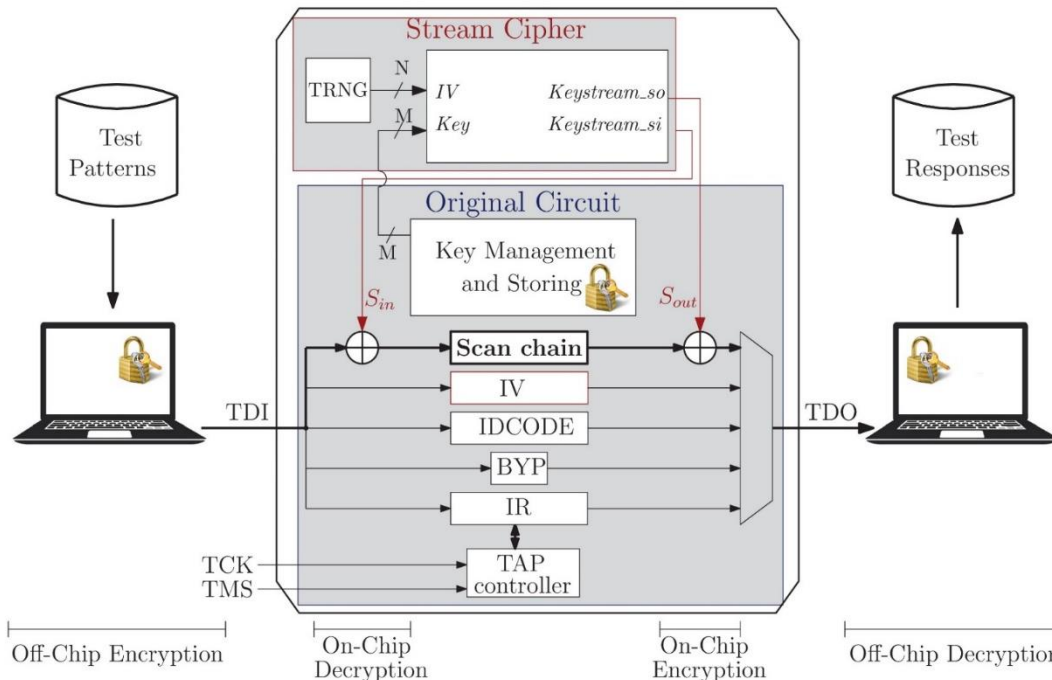 Stream Cipher
TRNG
N
M
IV
Key
Keystream_so
Keystream_si
Test
Patterns
Test
Responses
Original Circuit
M
Key Management
and Storing
S_in
S_out
Scan chain
IV
TDI
IDCODE
TDO
BYP
IR
TCK
TMS
TAP
controller
Off-Chip Encryption
On-Chip
Decryption
On-Chip
Encryption
Off-Chip Decryption